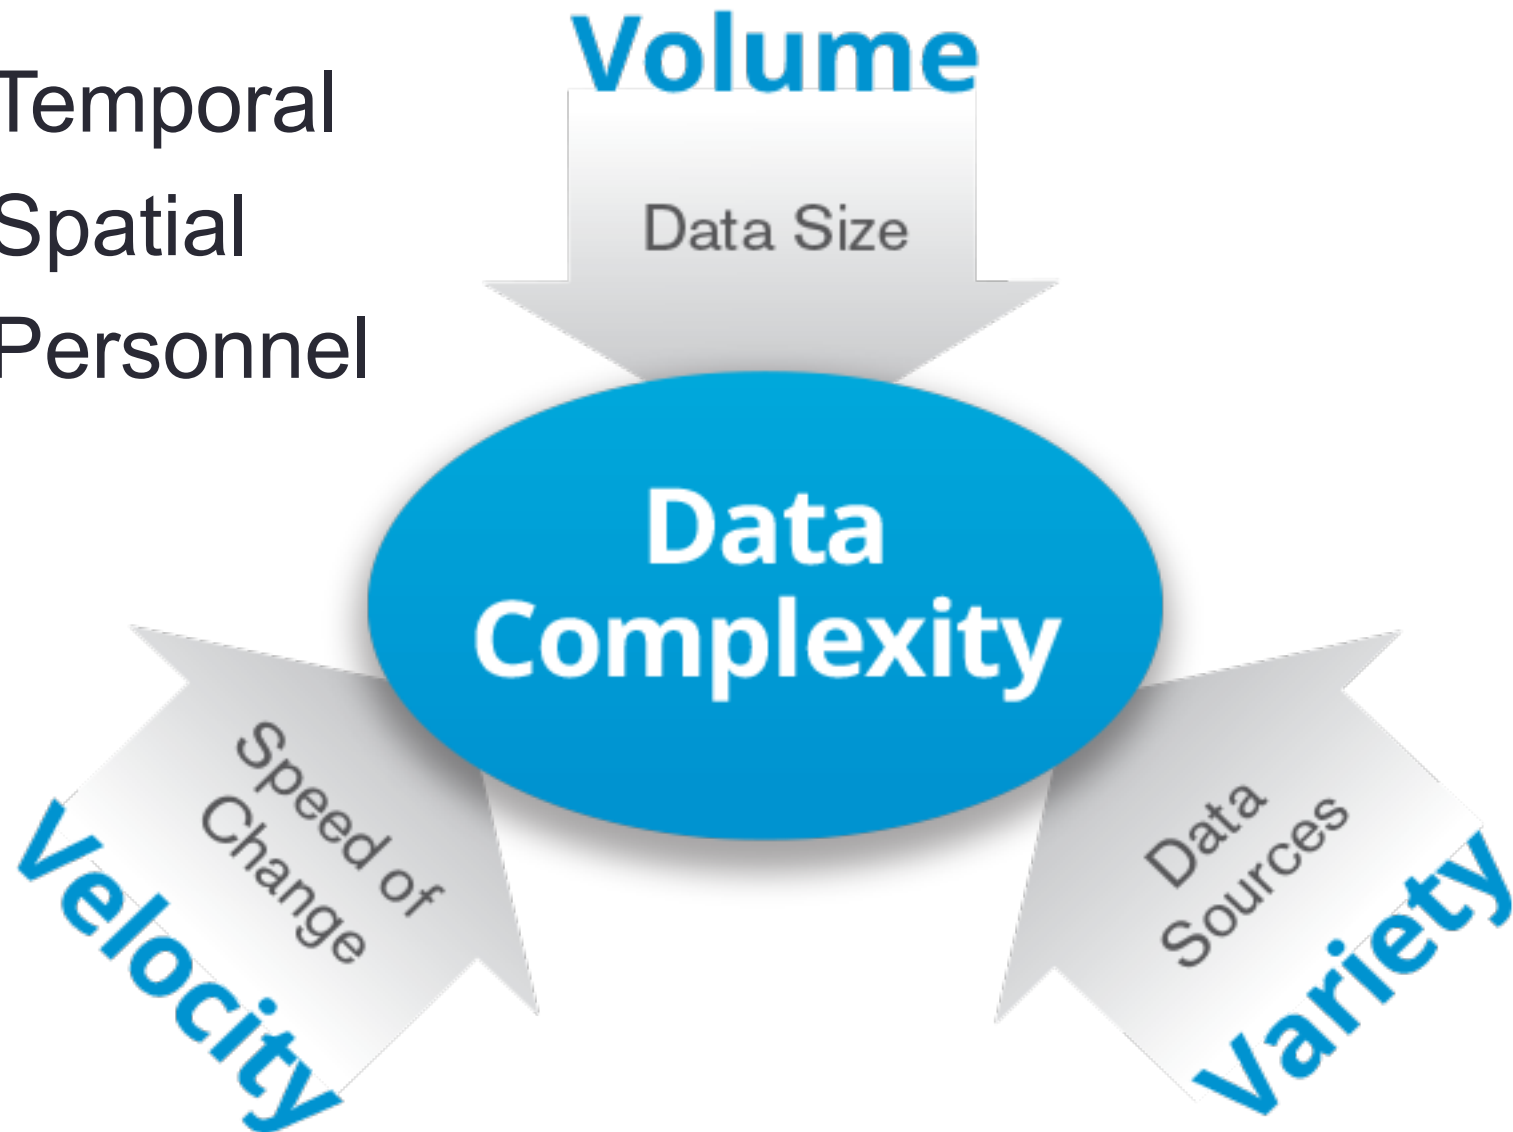 Temporal
Spatial
Personnel
Volume
Data Size
Data
Complexity
Speed of
Change
Velocity
Data
Sources
Variety